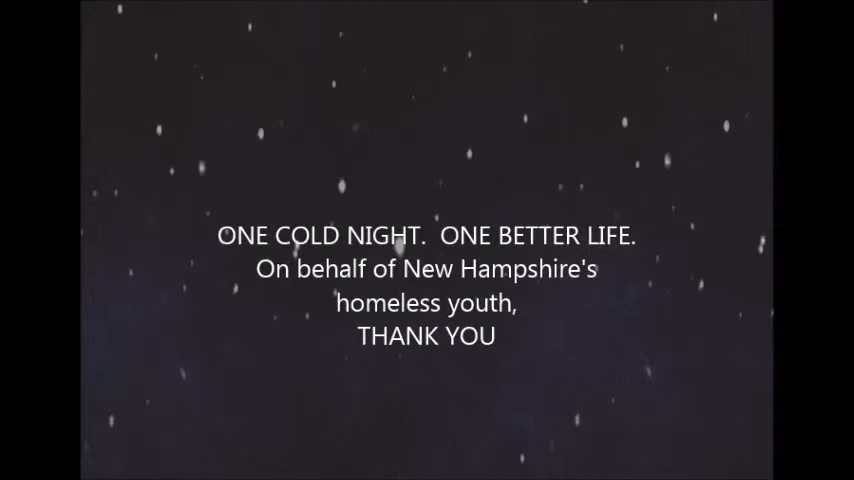 ONE COLD NIGHT.  ONE BETTER LIFE.
On behalf of New Hampshire's
homeless youth,
THANK YOU